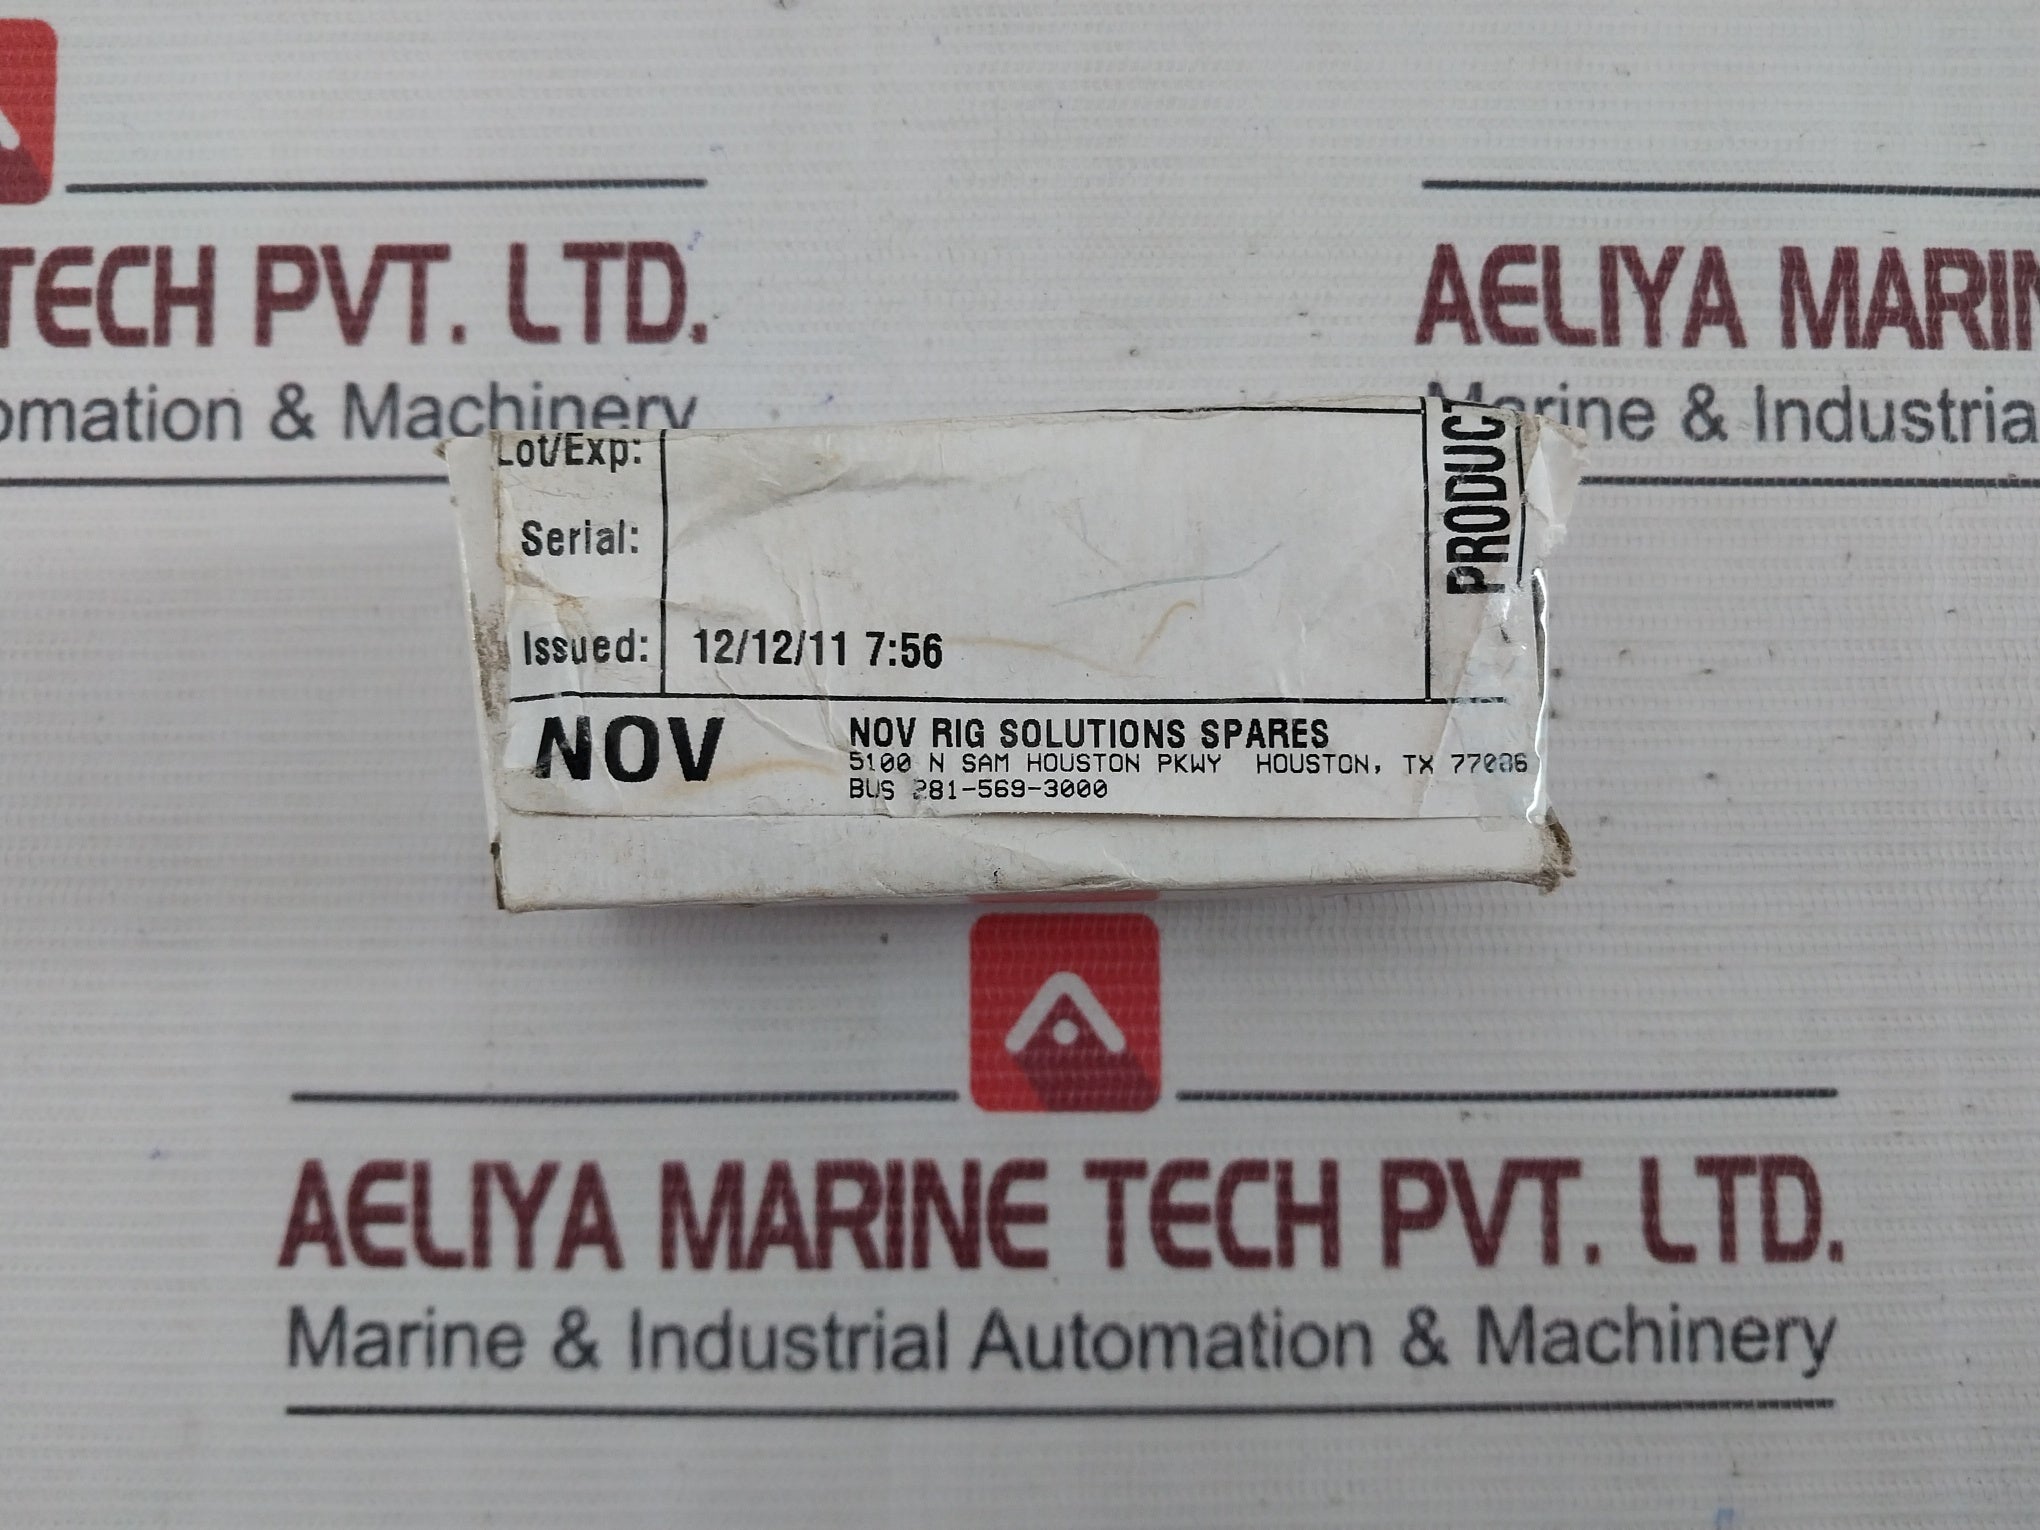 TECH PVT. LTD.
omation & Machinery
AELIYA MARIN
Marine & Industria
Lot/Exp:
Serial:
Issued: 12/12/11 7:56
PRODUCT
NOV
NOV RIG SOLUTIONS SPARES
5100 N SAM HOUSTON PKWY HOUSTON, TX 77086
BUS 281-569-3000
AELIYA MARINE TECH PVT. LTD.
Marine & Industrial Automation & Machinery